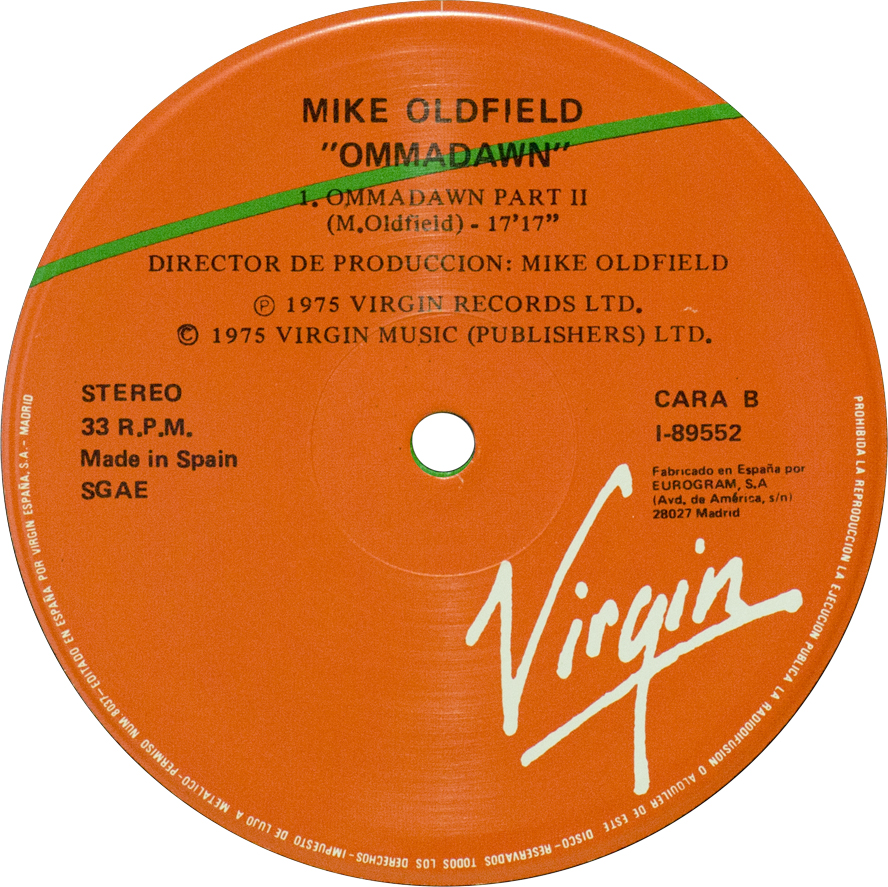 MIKE OLDFIELD
"OMMADAWN"
1. OMMADAWN PART II
(M.Oldfield) - 17'17"
DIRECTOR DE PRODUCCION: MIKE OLDFIELD
Ⓟ 1975 VIRGIN RECORDS LTD.
© 1975 VIRGIN MUSIC (PUBLISHERS) LTD.
STEREO
33 R.P.M.
Made in Spain
SGAE
CARA B
I-89552
Fabricado en España por
EUROGRAM, S.A
(Avd. de América, s/n)
28027 Madrid
Virgin
PROHIBIDA LA REPRODUCCION LA EJECUCION PUBLICA LA RADIODIFUSION O ALQUILER DE ESTE DISCO-RESERVADOS TODOS LOS DERECHOS-IMPUESTO DE LUJO A METALICO-PERMISO NUM. 8037-EDITADO EN ESPAÑA POR VIRGIN ESPAÑA, S.A.- MADRID